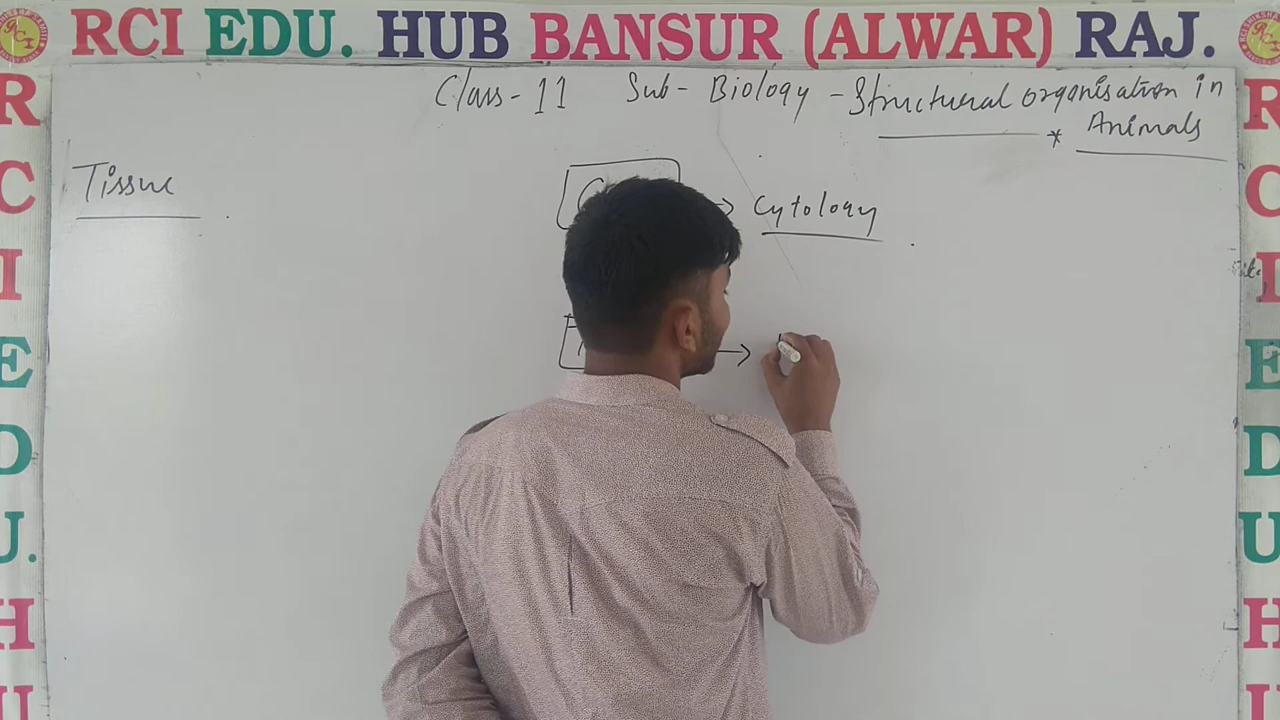 RCI EDU. HUB BANSUR (ALWAR) RAJ.
Class - 11 Sub - Biology - Structural organisation in
* Animals
Tissue
→ Cytology
→
R
C
I
E
D
U.
H
R
C
I
E
D
U
H